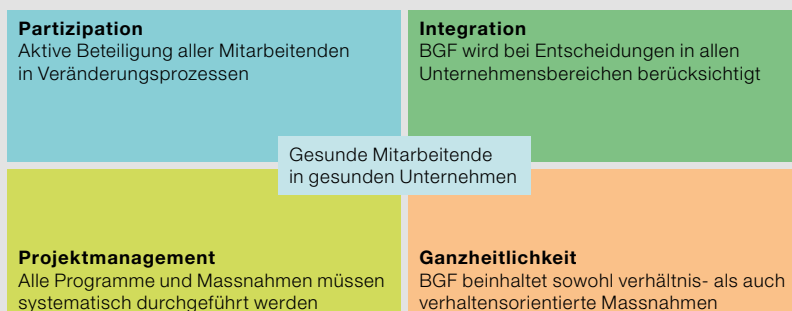 Partizipation
Aktive Beteiligung aller Mitarbeitenden
in Veränderungsprozessen
Integration
BGF wird bei Entscheidungen in allen
Unternehmensbereichen berücksichtigt
Gesunde Mitarbeitende
in gesunden Unternehmen
Projektmanagement
Alle Programme und Massnahmen müssen
systematisch durchgeführt werden
Ganzheitlichkeit
BGF beinhaltet sowohl verhältnis- als auch
verhaltensorientierte Massnahmen